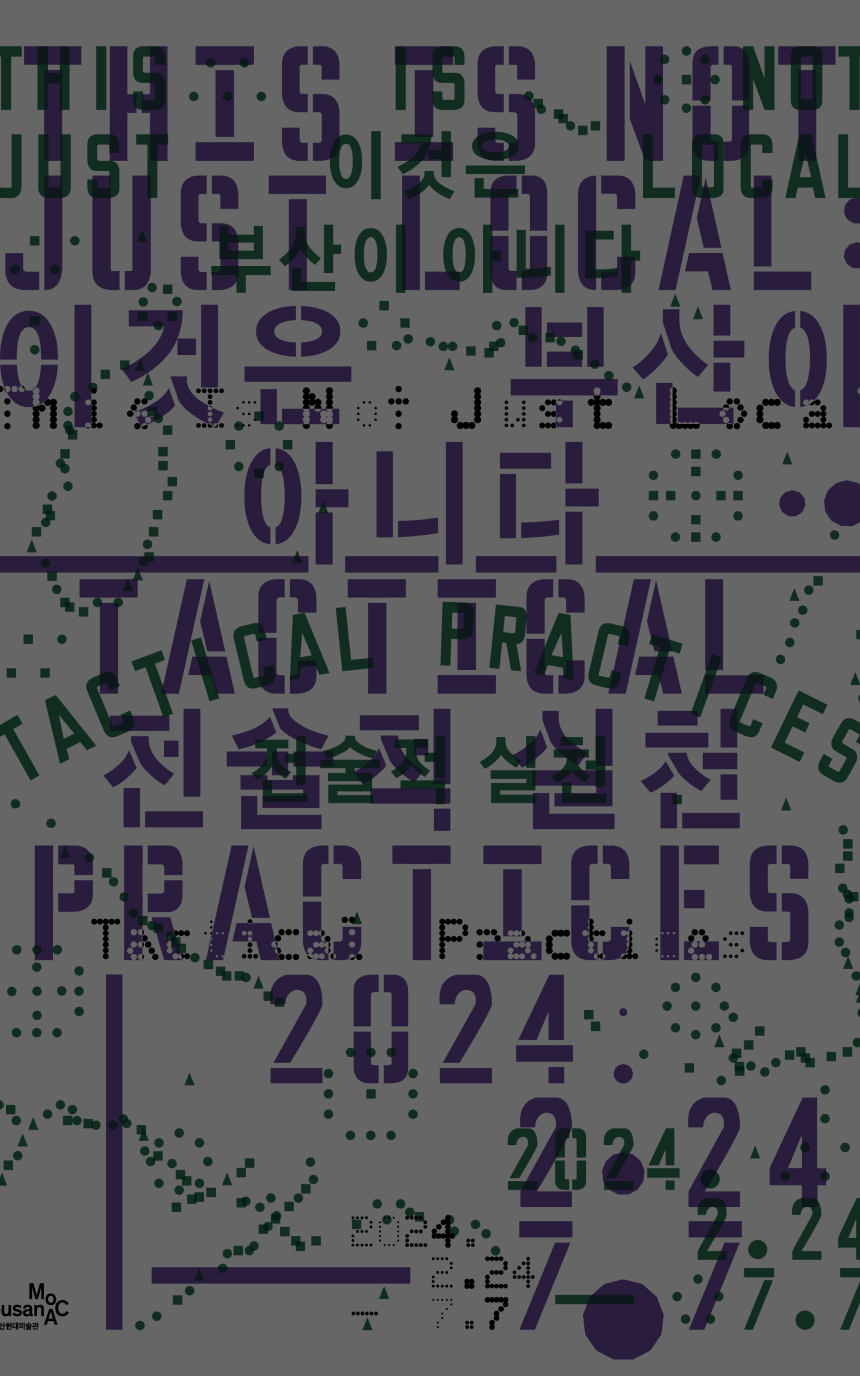 THIS IS NOT
JUST LOCAL:
이것은 부산이
아니다
TACTICAL
전술적 실천
PRACTICES
2024.
2.24
— 7.7
THIS IS NOT
JUST 이것은 LOCAL
부산이 아니다
TACTICAL PRACTICES
전술적 실천
2024
2.24
— 7.7
This Is Not Just Loca
Tactical Practices
2024.
2.24
— 7.7
MoCA
usan
산현대미술관